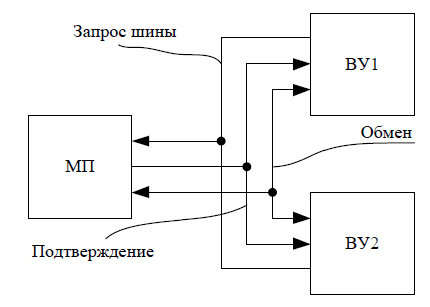 Запрос шины
ВУ1
Обмен
МП
ВУ2
Подтверждение